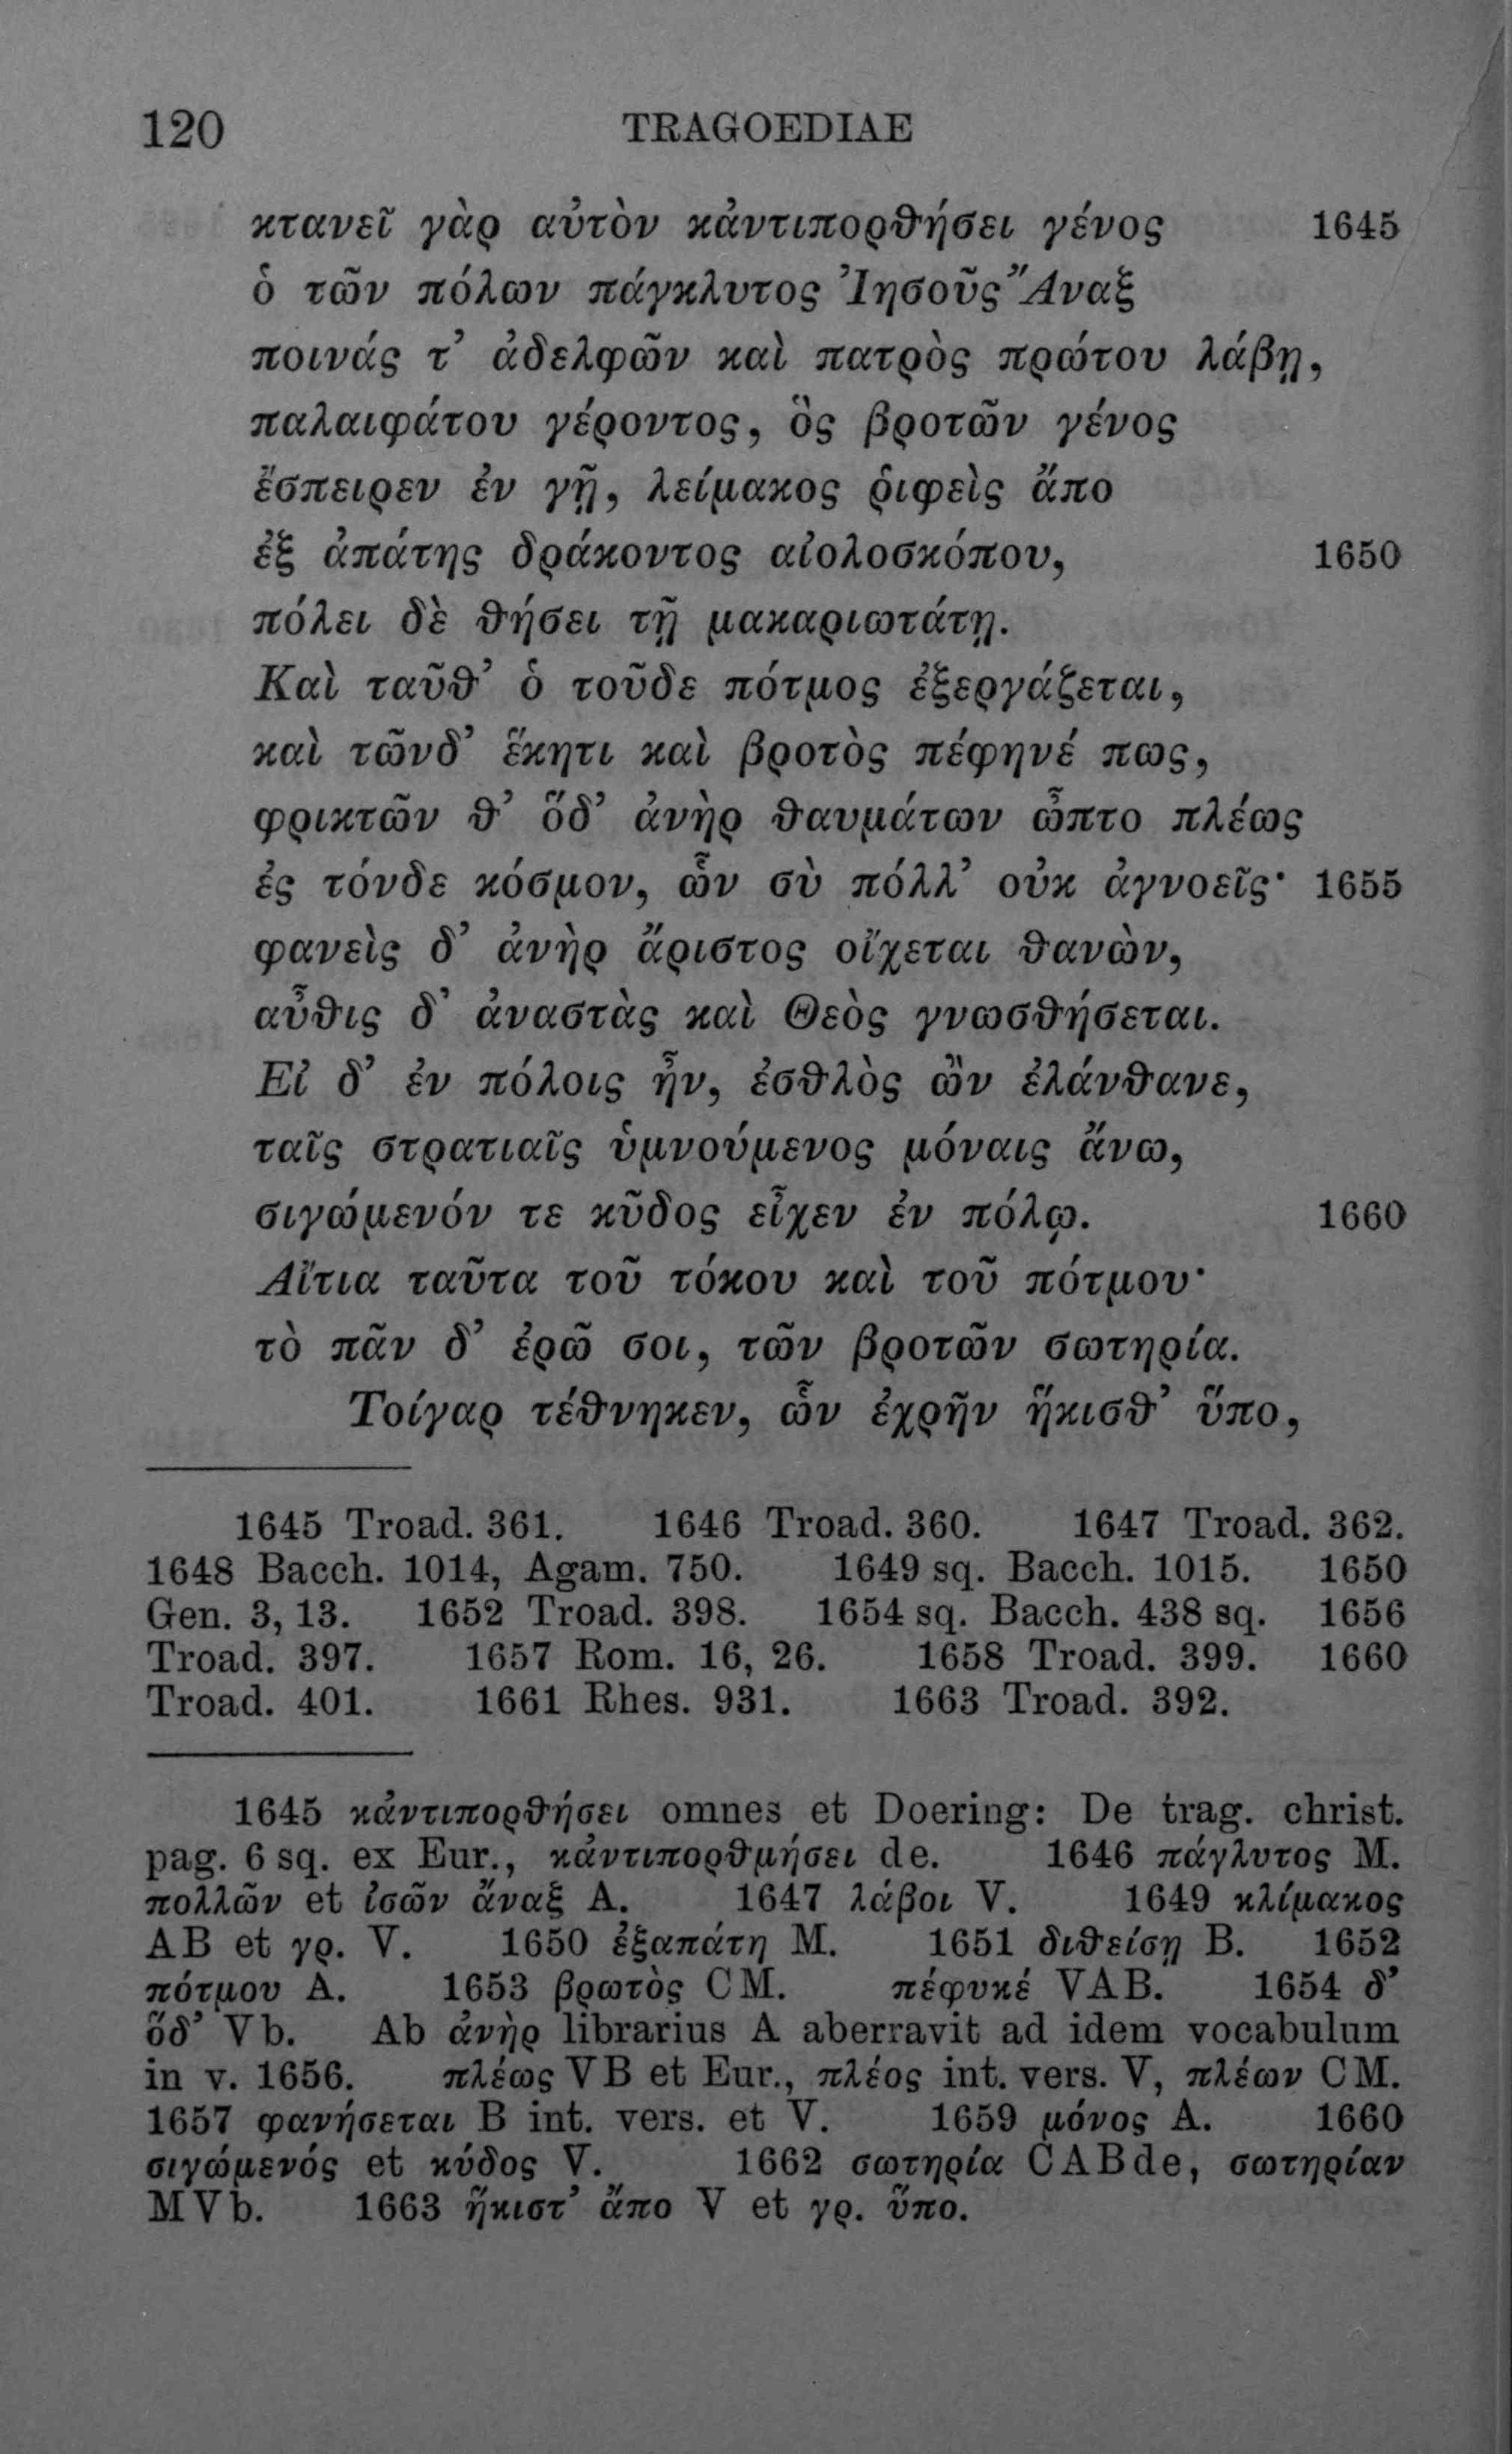 120 TRAGOEDIAE
κτανεῖ γὰρ αὐτὸν κἀντιπορθήσει γένος 1645
ὁ τῶν πόλων πάγκλυτος Ἰησοῦς Ἄναξ
ποινάς τ’ ἀδελφῶν καὶ πατρὸς πρώτου λάβῃ,
παλαιφάτου γέροντος, ὃς βροτῶν γένος
ἔσπειρεν ἐν γῇ, λείμακος ῥιφεὶς ἄπο
ἐξ ἀπάτης δράκοντος αἰολοσκόπου, 1650
πόλει δὲ θήσει τῇ μακαριωτάτῃ.
Καὶ ταῦθ’ ὁ τοῦδε πότμος ἐξεργάζεται,
καὶ τῶνδ’ ἕκητι καὶ βροτὸς πέφηνέ πως,
φρικτῶν θ’ ὅδ’ ἀνὴρ θαυμάτων ὦπτο πλέως
ἐς τόνδε κόσμον, ὧν σὺ πόλλ’ οὐκ ἀγνοεῖς· 1655
φανεὶς δ’ ἀνὴρ ἄριστος οἴχεται θανὼν,
αὖθις δ’ ἀναστὰς καὶ Θεὸς γνωσθήσεται.
Εἰ δ’ ἐν πόλοις ἦν, ἐσθλὸς ὢν ἐλάνθανε,
ταῖς στρατιαῖς ὑμνούμενος μόναις ἄνω,
σιγώμενόν τε κῦδος εἶχεν ἐν πόλῳ. 1660
Αἴτια ταῦτα τοῦ τόκου καὶ τοῦ πότμου·
τὸ πᾶν δ’ ἐρῶ σοι, τῶν βροτῶν σωτηρία.
Τοίγαρ τέθνηκεν, ὧν ἐχρῆν ἥκισθ’ ὕπο,
1645 Troad. 361. 1646 Troad. 360. 1647 Troad. 362.
1648 Bacch. 1014, Agam. 750. 1649 sq. Bacch. 1015. 1650
Gen. 3, 13. 1652 Troad. 398. 1654 sq. Bacch. 438 sq. 1656
Troad. 397. 1657 Rom. 16, 26. 1658 Troad. 399. 1660
Troad. 401. 1661 Rhes. 931. 1663 Troad. 392.
1645 κἀντιπορθήσει omnes et Doering: De trag. christ.
pag. 6 sq. ex Eur., κἀντιπορθμήσει de. 1646 πάγλυτος M.
πολλῶν et ἰσῶν ἄναξ A. 1647 λάβοι V. 1649 κλίμακος
AB et γρ. V. 1650 ἐξαπάτη M. 1651 διθείσῃ B. 1652
πότμου A. 1653 βρωτὸς CM. πέφυκέ VAB. 1654 δ’
ὅδ’ Vb. Ab ἀνὴρ librarius A aberravit ad idem vocabulum
in v. 1656. πλέως VB et Eur., πλέος int. vers. V, πλέων CM.
1657 φανήσεται B int. vers. et V. 1659 μόνος A. 1660
σιγώμενός et κύδος V. 1662 σωτηρία CABde, σωτηρίαν
MVb. 1663 ἥκιστ’ ἄπο V et γρ. ὕπο.